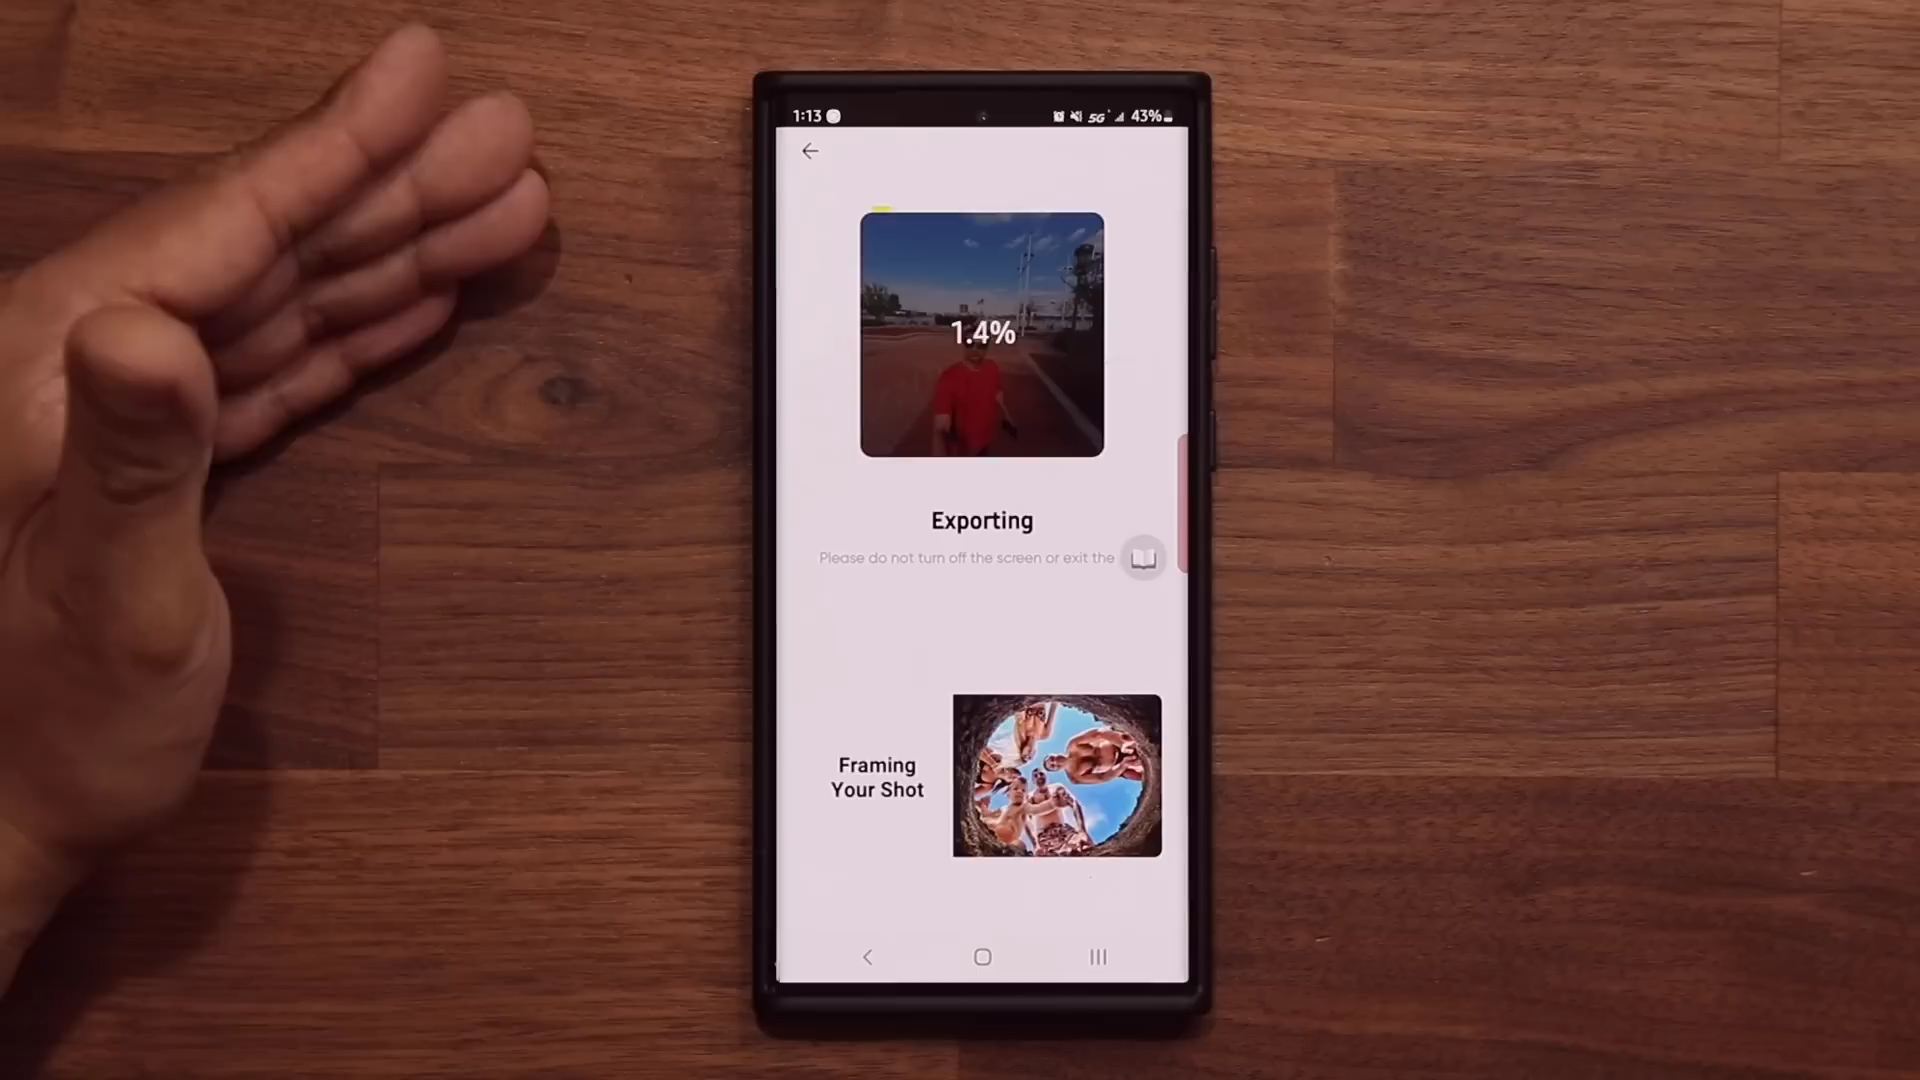 1:13 5G 43%
1.4%
Exporting
Please do not turn off the screen or exit the
Framing
Your Shot